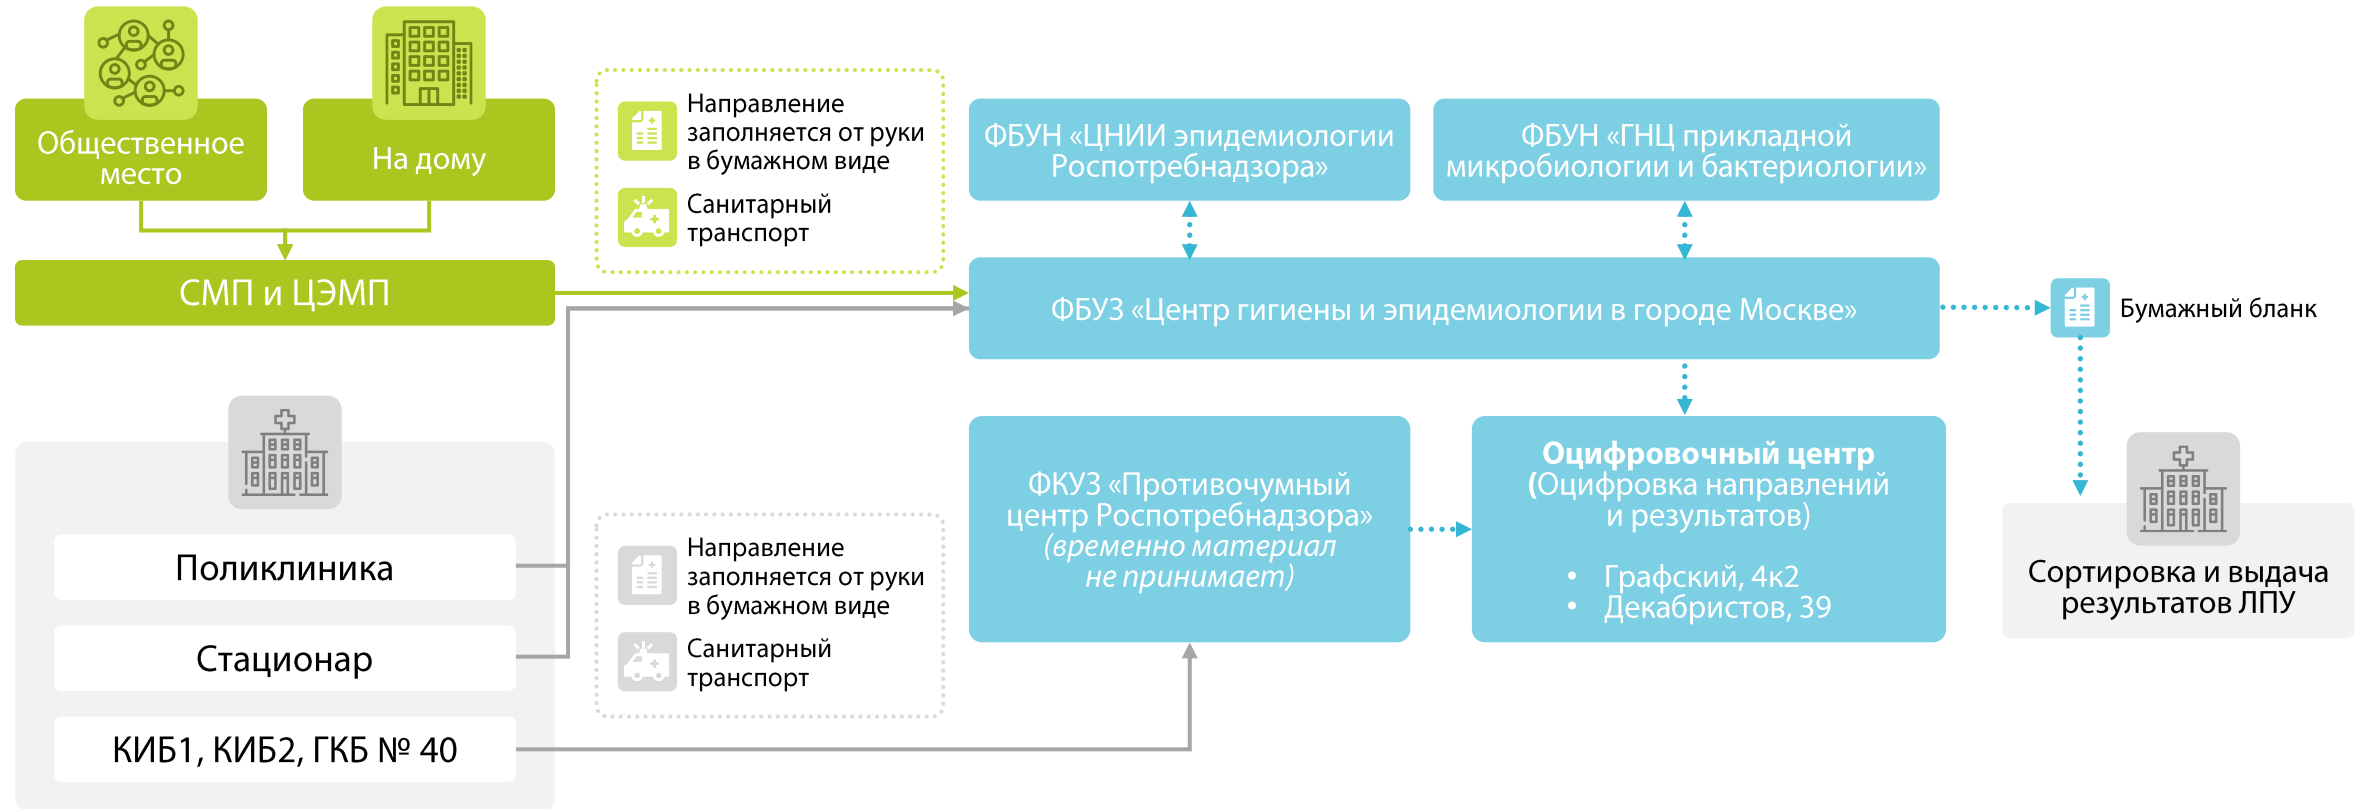 Общественное
место
На дому
СМП и ЦЭМП
Направление
заполняется от руки
в бумажном виде
Санитарный
транспорт
ФБУН «ЦНИИ эпидемиологии
Роспотребнадзора»
ФБУН «ГНЦ прикладной
микробиологии и бактериологии»
ФБУЗ «Центр гигиены и эпидемиологии в городе Москве»
Бумажный бланк
Поликлиника
Стационар
КИБ1, КИБ2, ГКБ № 40
Направление
заполняется от руки
в бумажном виде
Санитарный
транспорт
ФКУЗ «Противочумный
центр Роспотребнадзора»
(временно материал
не принимает)
Оцифровочный центр
(Оцифровка направлений
и результатов)
• Графский, 4к2
• Декабристов, 39
Сортировка и выдача
результатов ЛПУ